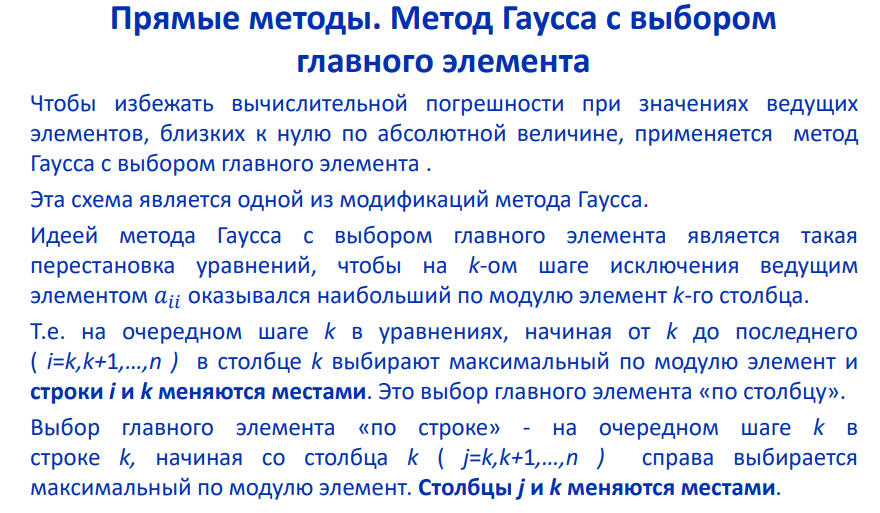 Прямые методы. Метод Гаусса с выбором
главного элемента
Чтобы избежать вычислительной погрешности при значениях ведущих
элементов, близких к нулю по абсолютной величине, применяется метод
Гаусса с выбором главного элемента .
Эта схема является одной из модификаций метода Гаусса.
Идеей метода Гаусса с выбором главного элемента является такая
перестановка уравнений, чтобы на k-ом шаге исключения ведущим
элементом a_{ii} оказывался наибольший по модулю элемент k-го столбца.
Т.е. на очередном шаге k в уравнениях, начиная от k до последнего
( i=k,k+1,...,n ) в столбце k выбирают максимальный по модулю элемент и
строки i и k меняются местами. Это выбор главного элемента «по столбцу».
Выбор главного элемента «по строке» - на очередном шаге k в
строке k, начиная со столбца k ( j=k,k+1,...,n ) справа выбирается
максимальный по модулю элемент. Столбцы j и k меняются местами.